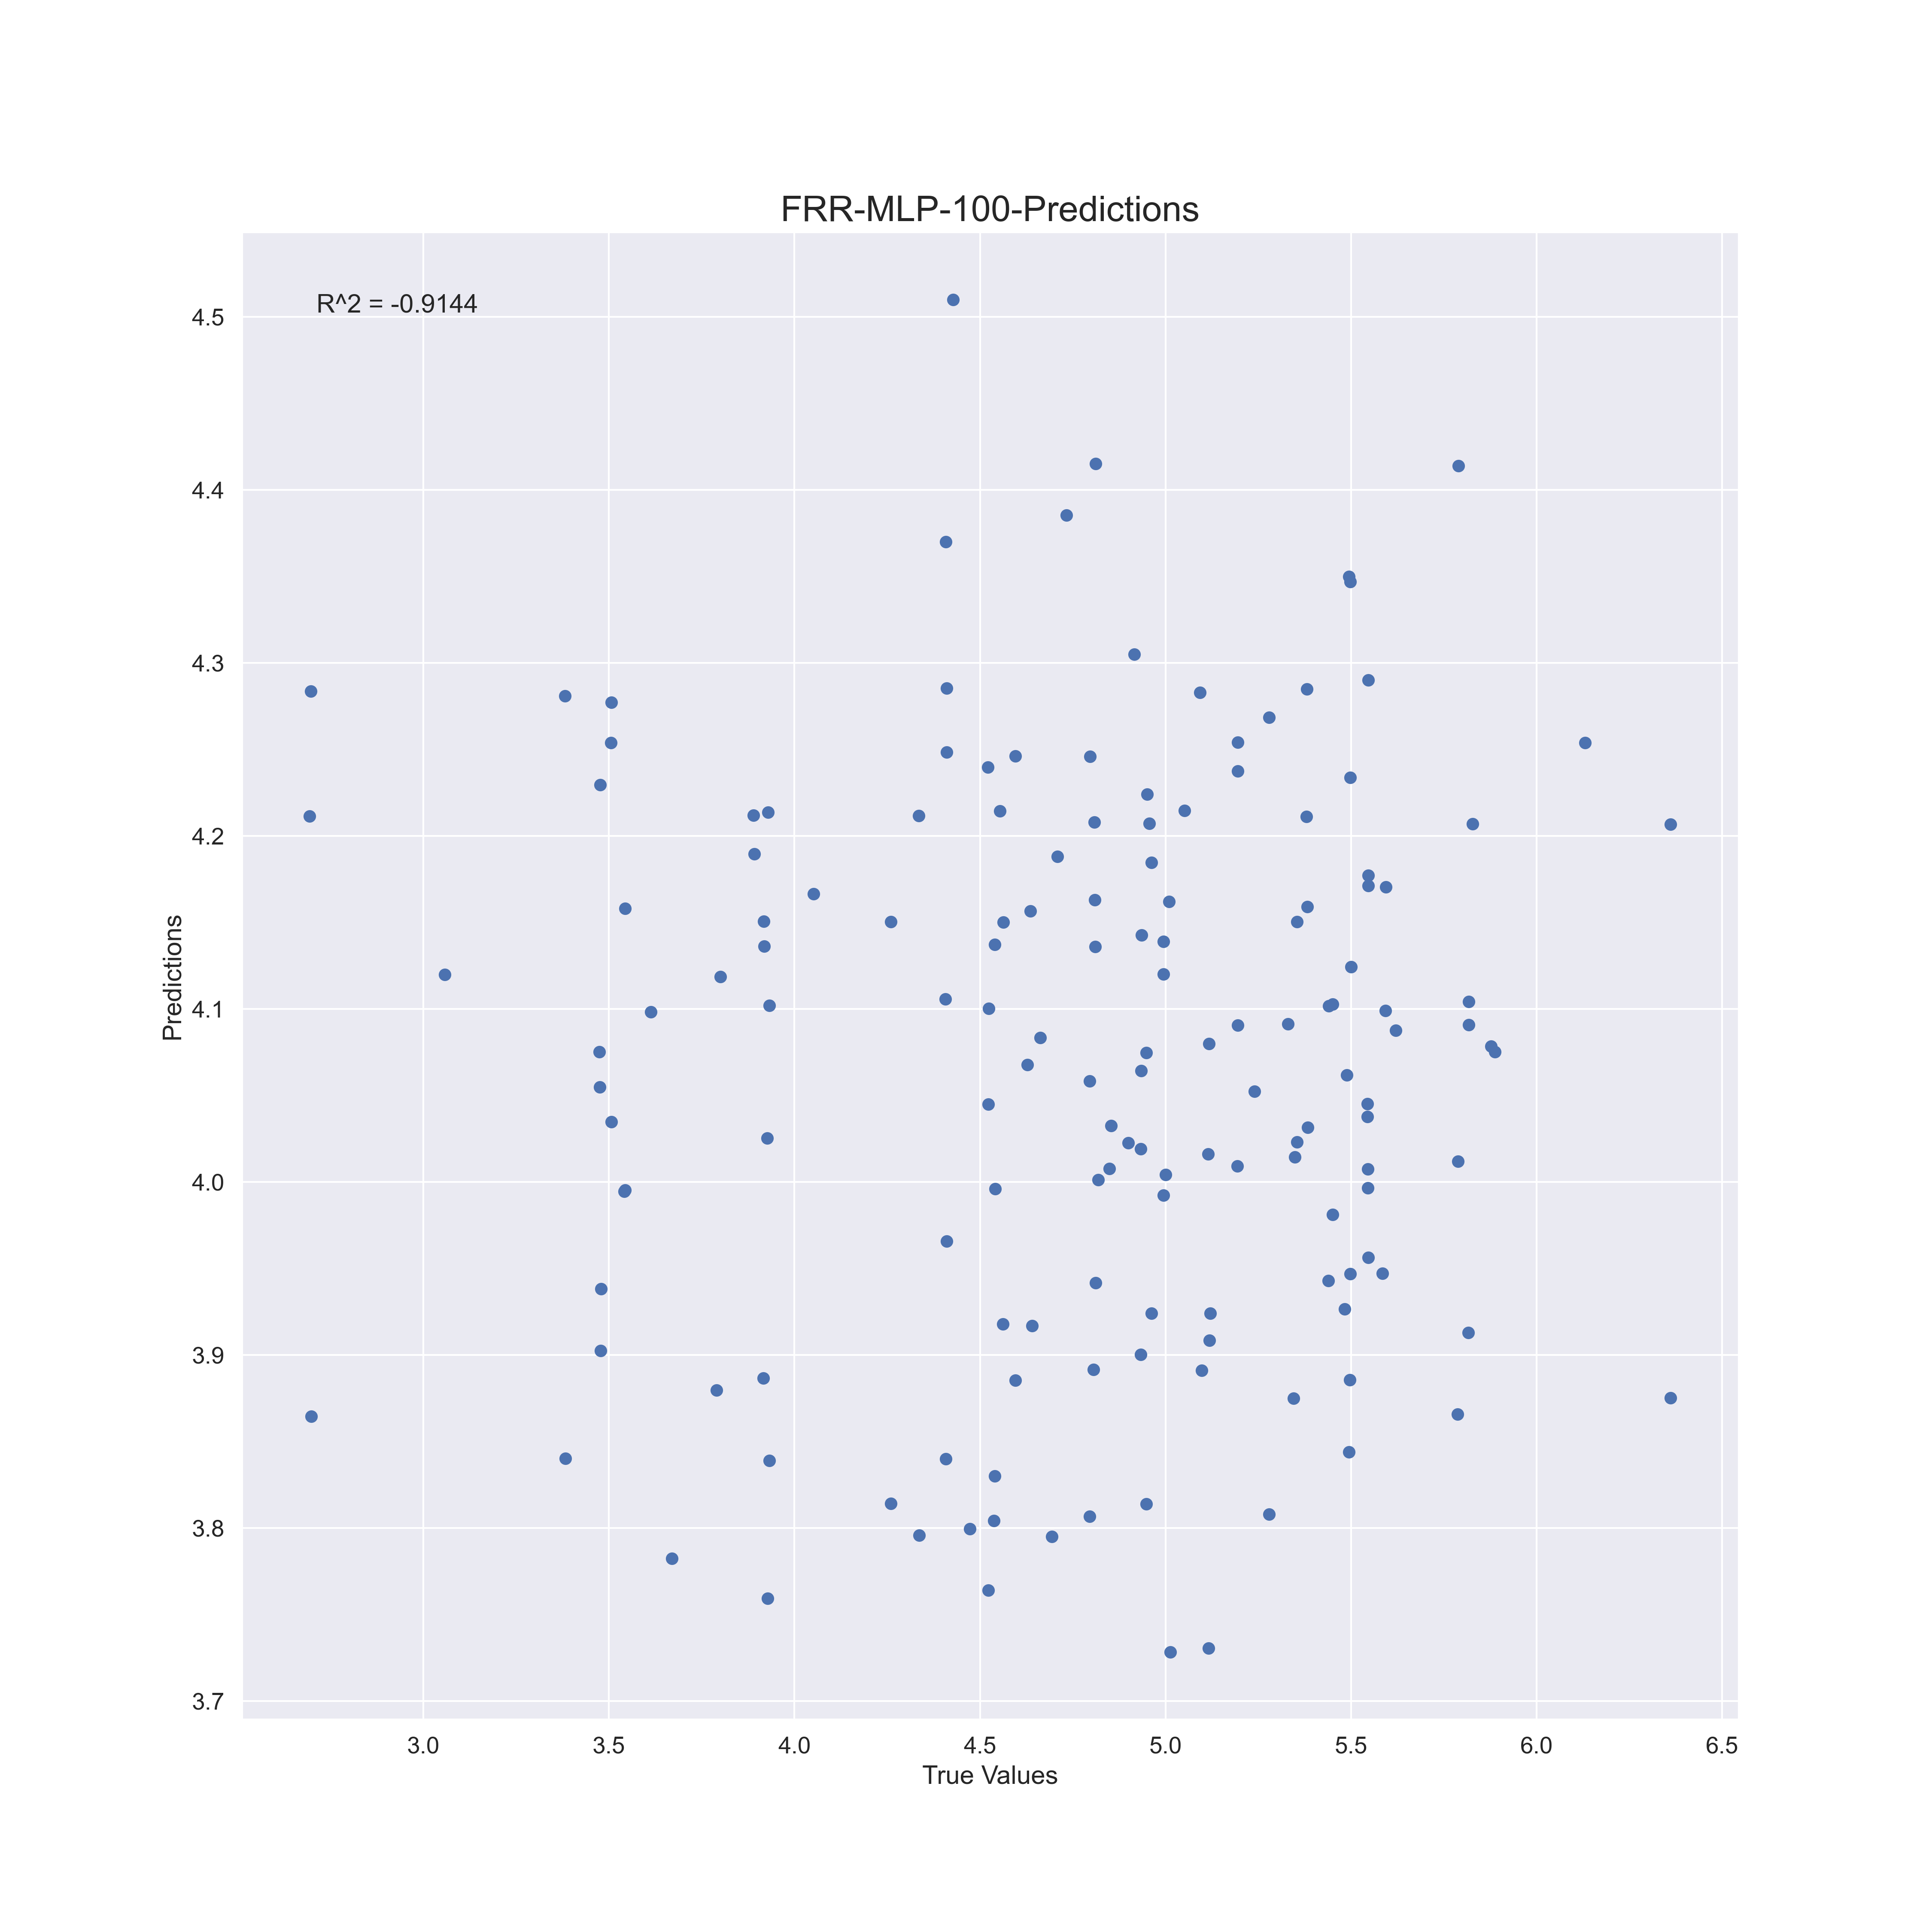 FRR-MLP-100-Predictions
R^2 = -0.9144
4.5
4.4
4.3
4.2
4.1
4.0
3.9
3.8
3.7
Predictions
3.0 3.5 4.0 4.5 5.0 5.5 6.0 6.5
True Values